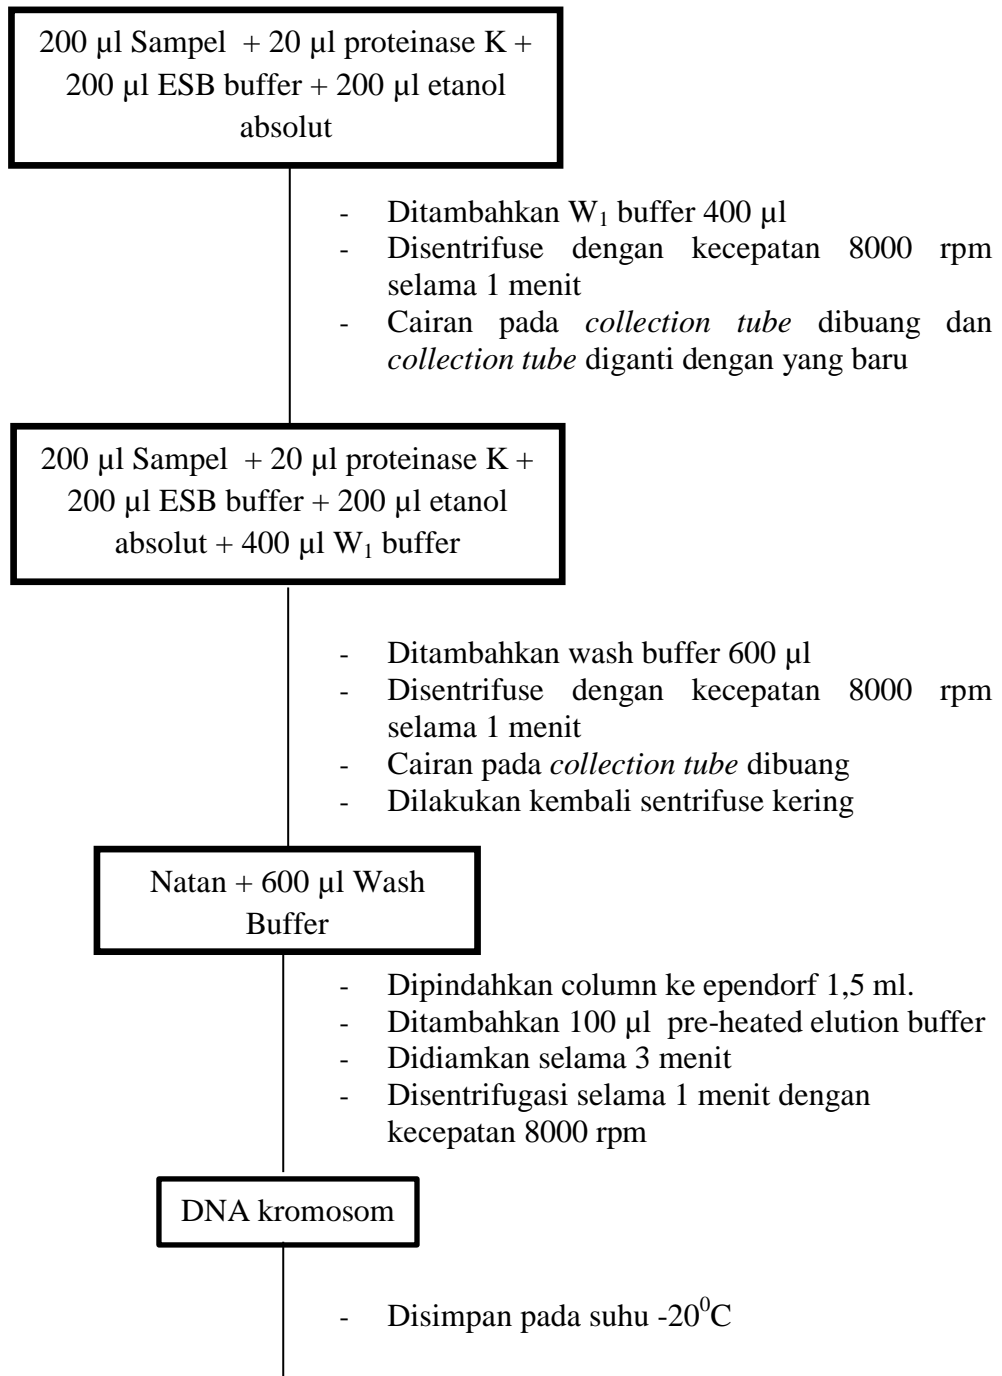 200 µl Sampel + 20 µl proteinase K +
200 µl ESB buffer + 200 µl etanol
absolut
- Ditambahkan W₁ buffer 400 µl
- Disentrifuse dengan kecepatan 8000 rpm
selama 1 menit
- Cairan pada collection tube dibuang dan
collection tube diganti dengan yang baru
200 µl Sampel + 20 µl proteinase K +
200 µl ESB buffer + 200 µl etanol
absolut + 400 µl W₁ buffer
- Ditambahkan wash buffer 600 µl
- Disentrifuse dengan kecepatan 8000 rpm
selama 1 menit
- Cairan pada collection tube dibuang
- Dilakukan kembali sentrifuse kering
Natan + 600 µl Wash
Buffer
- Dipindahkan column ke ependorf 1,5 ml.
- Ditambahkan 100 µl pre-heated elution buffer
- Didiamkan selama 3 menit
- Disentrifugasi selama 1 menit dengan
kecepatan 8000 rpm
DNA kromosom
- Disimpan pada suhu -20⁰C